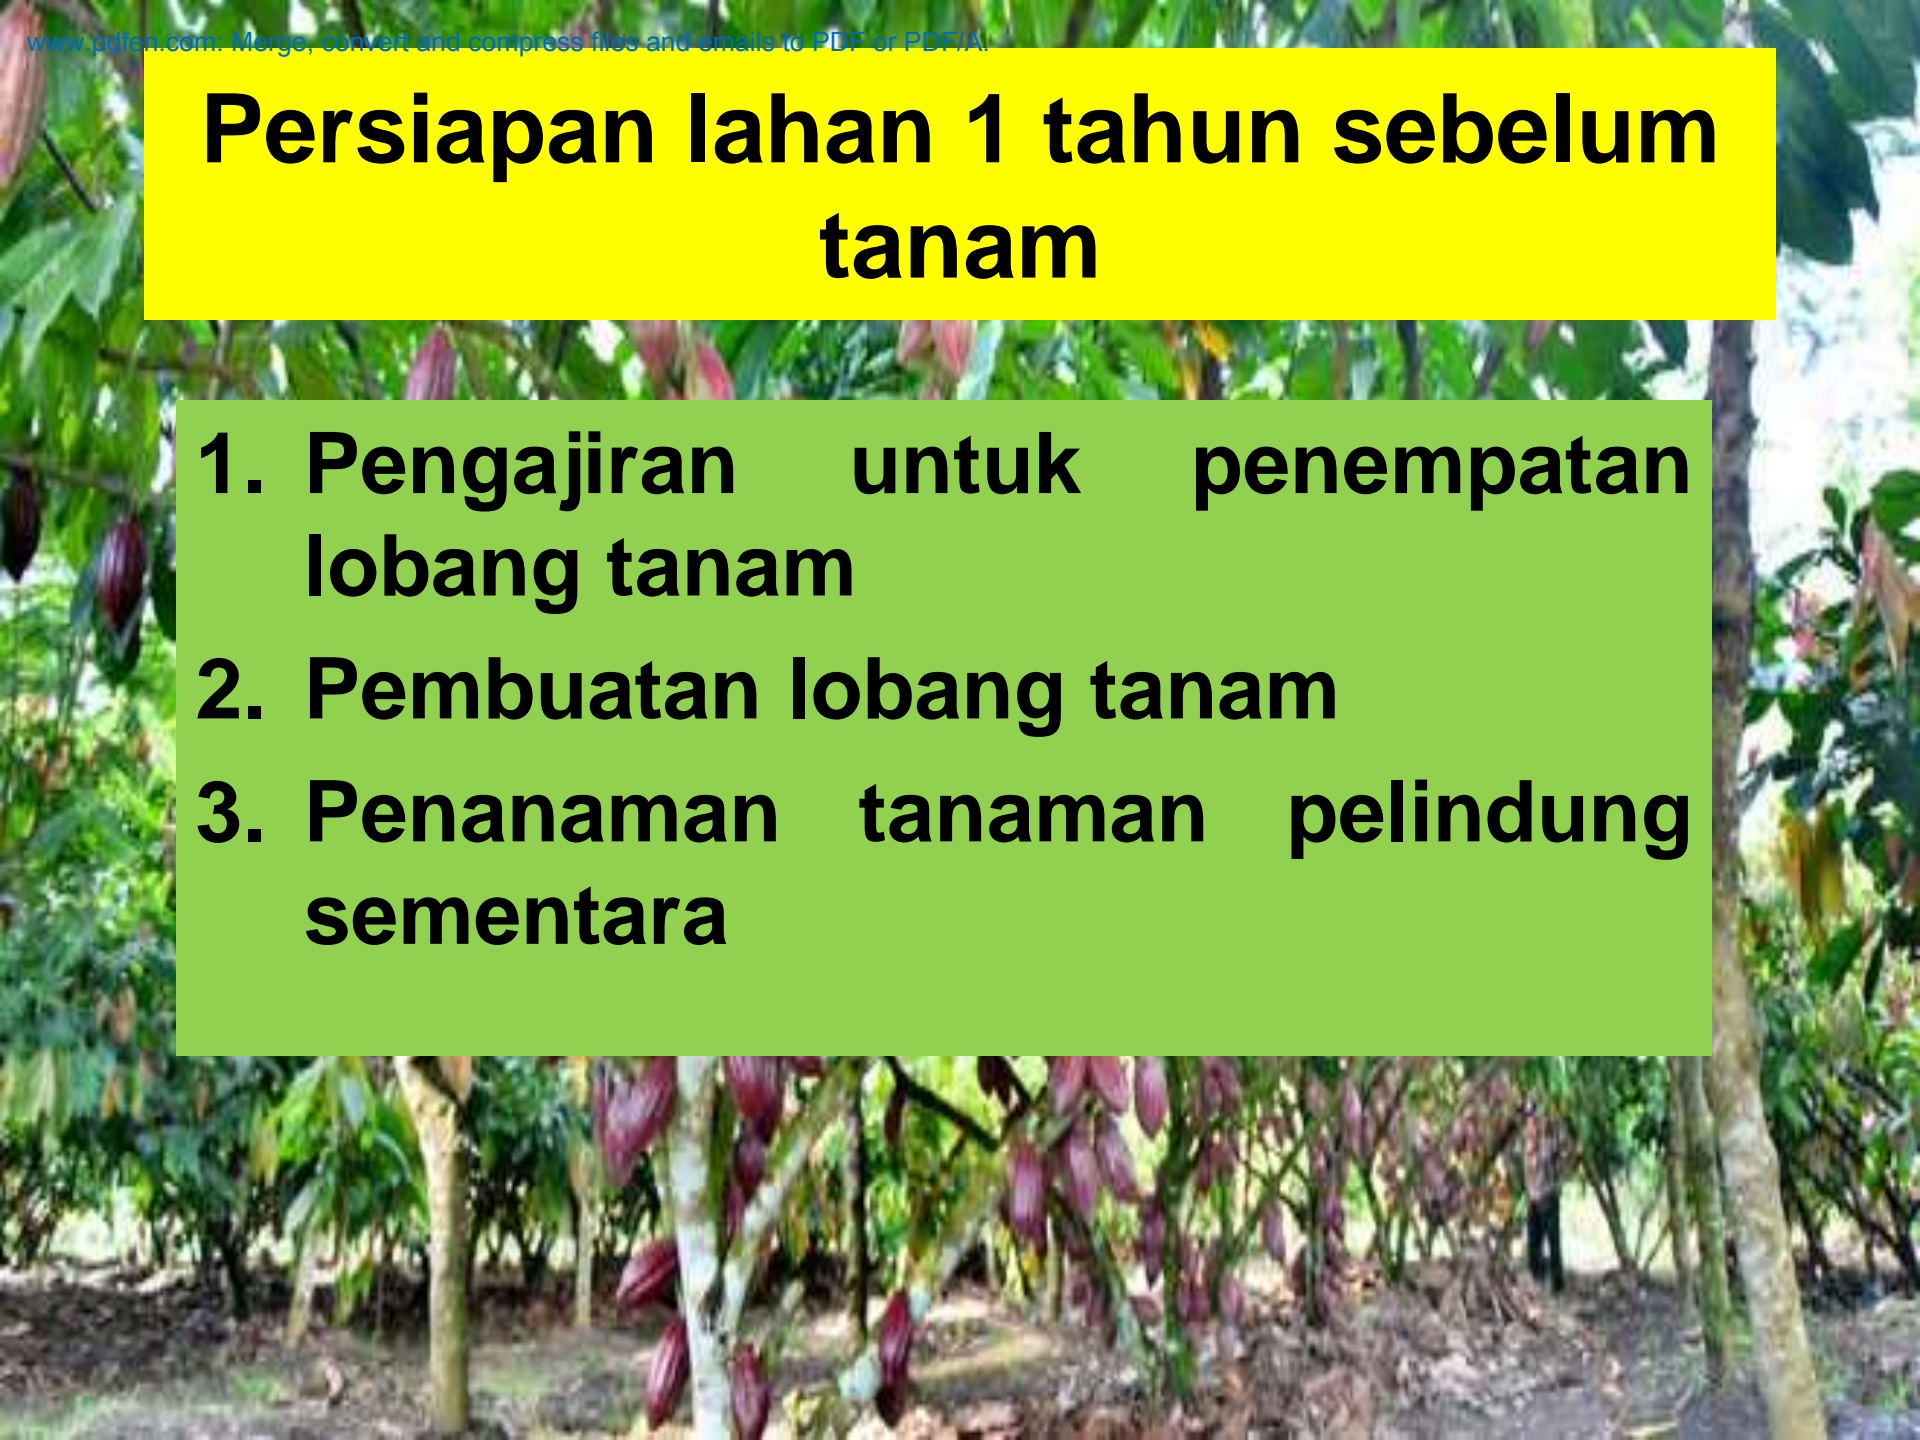 www.pdfen.com: Merge, convert and compress files and emails to PDF or PDF/A.
Persiapan lahan 1 tahun sebelum
tanam
1. Pengajiran untuk penempatan
lobang tanam
2. Pembuatan lobang tanam
3. Penanaman tanaman pelindung
sementara